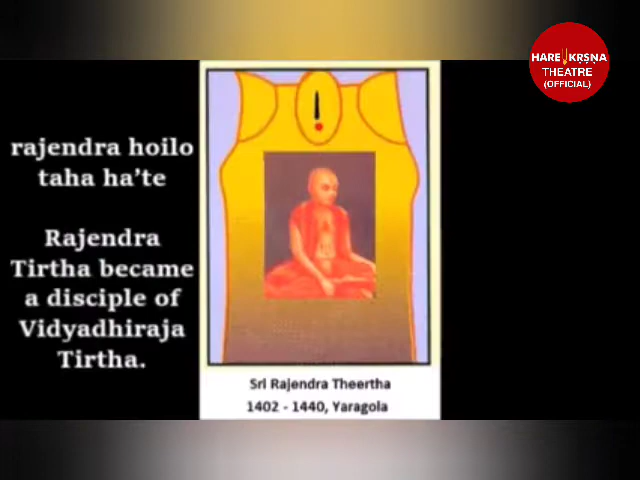 HARE KṚṢṆA
THEATRE
(OFFICIAL)
rajendra hoilo
taha ha'te
Rajendra
Tirtha became
a disciple of
Vidyadhiraja
Tirtha.
Sri Rajendra Theertha
1402 - 1440, Yaragola